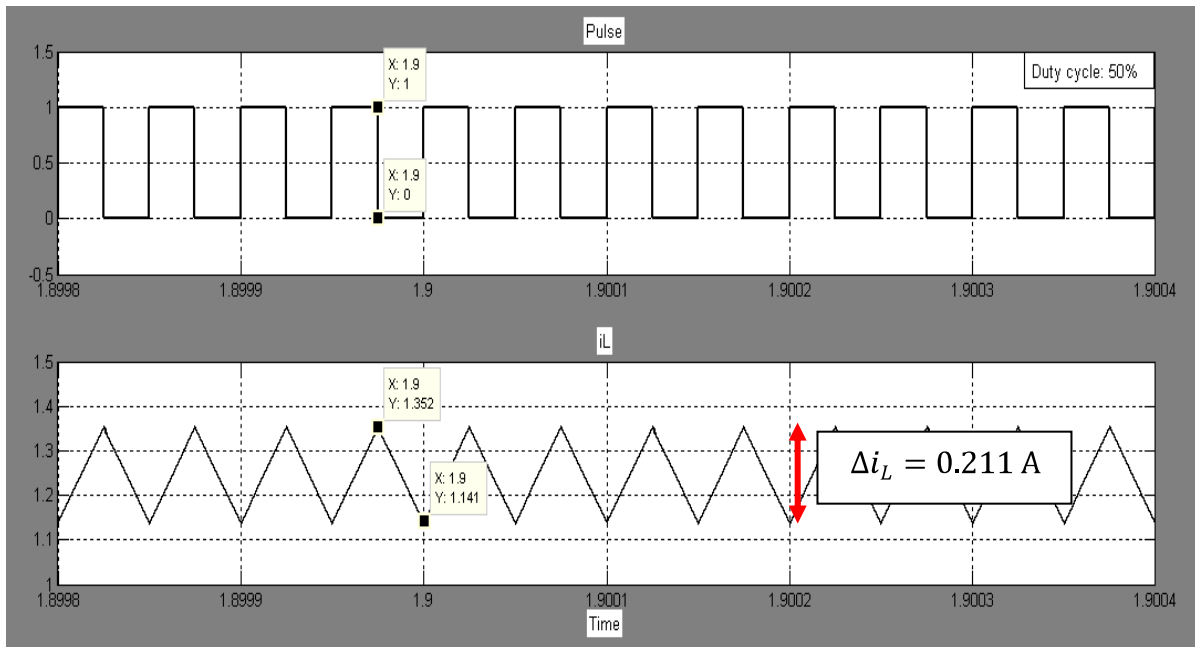 Pulse
1.5
1
0.5
0
-0.5
Duty cycle: 50%
X: 1.9
Y: 1
X: 1.9
Y: 0
1.8998 1.8999 1.9 1.9001 1.9002 1.9003 1.9004
iL
1.5
1.4
1.3
1.2
1.1
1
X: 1.9
Y: 1.352
X: 1.9
Y: 1.141
Δi_L = 0.211 A
1.8998 1.8999 1.9 1.9001 1.9002 1.9003 1.9004
Time